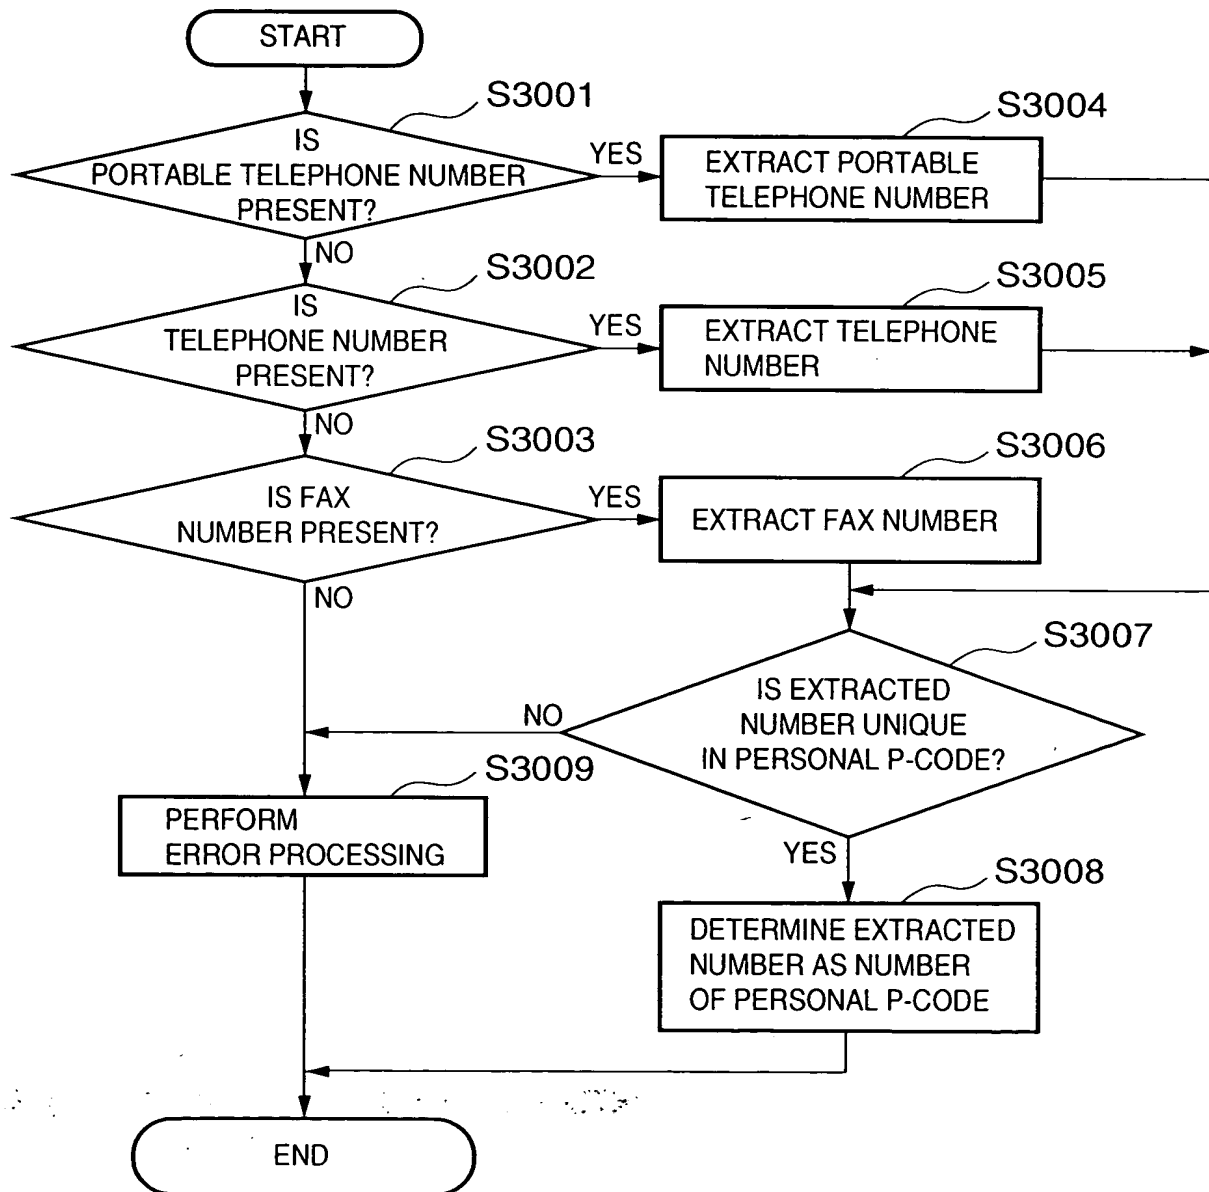 START
S3001
IS
PORTABLE TELEPHONE NUMBER
PRESENT?
YES
S3004
EXTRACT PORTABLE
TELEPHONE NUMBER
NO
S3002
IS
TELEPHONE NUMBER
PRESENT?
YES
S3005
EXTRACT TELEPHONE
NUMBER
NO
S3003
IS FAX
NUMBER PRESENT?
YES
S3006
EXTRACT FAX NUMBER
NO
S3007
IS EXTRACTED
NUMBER UNIQUE
IN PERSONAL P-CODE?
NO
S3009
PERFORM
ERROR PROCESSING
YES
S3008
DETERMINE EXTRACTED
NUMBER AS NUMBER
OF PERSONAL P-CODE
END